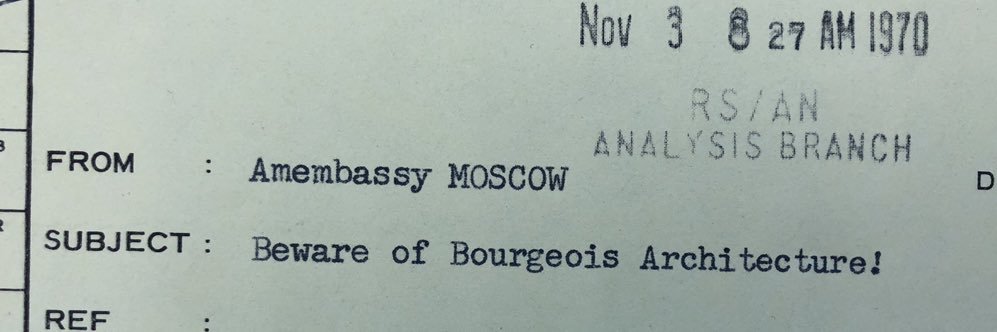 Nov 3 8 27 AM 1970
RS/AN
ANALYSIS BRANCH
FROM : Amembassy MOSCOW
D
SUBJECT : Beware of Bourgeois Architecture!
REF :